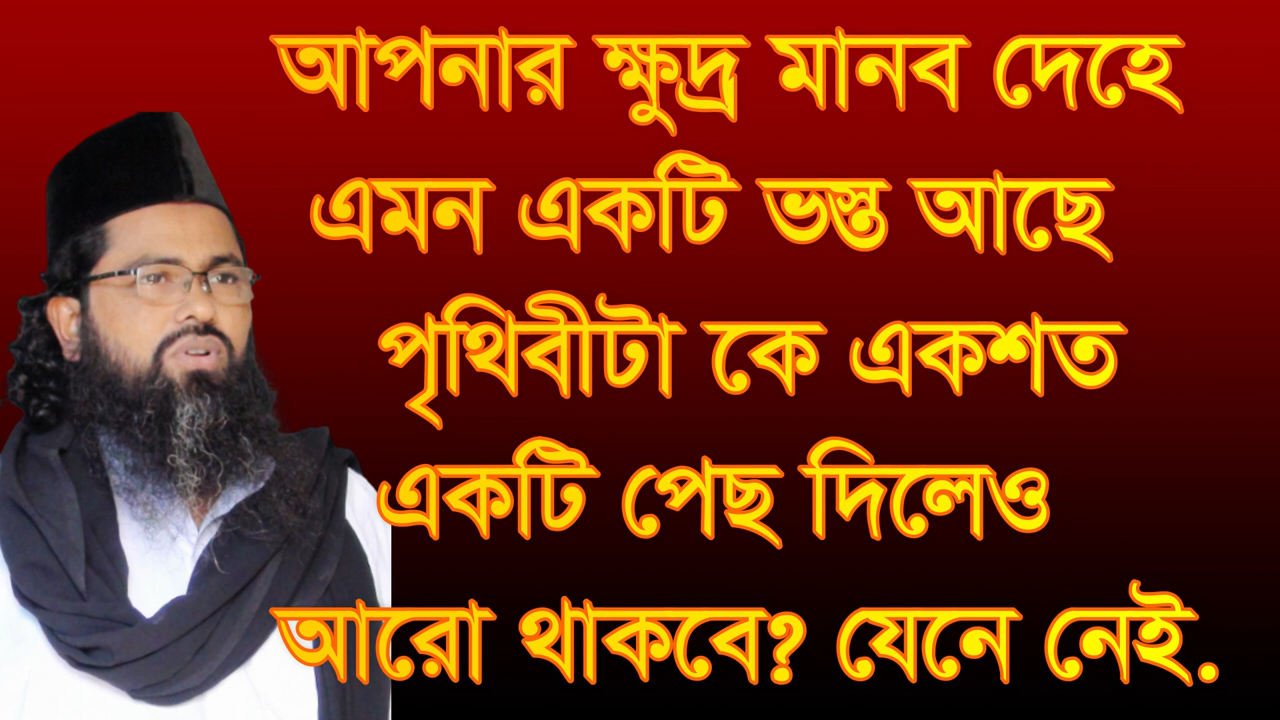 আপনার ক্ষুদ্র মানব দেহে
এমন একটি ভস্ত আছে
পৃথিবীটা কে একশত
একটি পেছ দিলেও
আরো থাকবে? যেনে নেই.